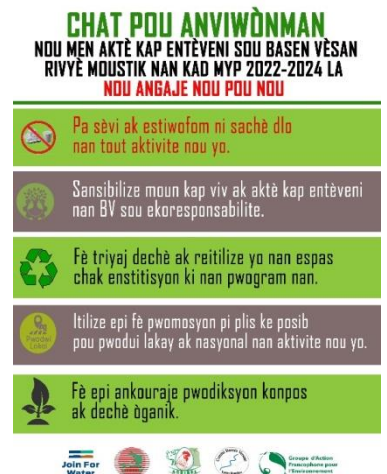 CHAT POU ANVIWÒNMAN
NOU MEN AKTÈ KAP ENTÈVENI SOU BASEN VÈSAN
RIVYÈ MOUSTIK NAN KAD MYP 2022-2024 LA
NOU ANGAJE NOU POU NOU
Pa sèvi ak estiwofom ni sachè dlo
nan tout aktivite nou yo.
Sansibilize moun kap viv ak aktè kap entèveni
nan BV sou ekoresponsabilite.
Fè triyaj dechè ak reitilize yo nan espas
chak enstitisyon ki nan pwogram nan.
Pwodwi
Lokal
Itilize epi fè pwomosyon pi plis ke posib
pou pwodui lakay ak nasyonal nan aktivite nou yo.
Fè epi ankouraje pwodiksyon konpos
ak dechè òganik.
Join For
Water
Groupe d'Action
Francophone pour
l'Environnement